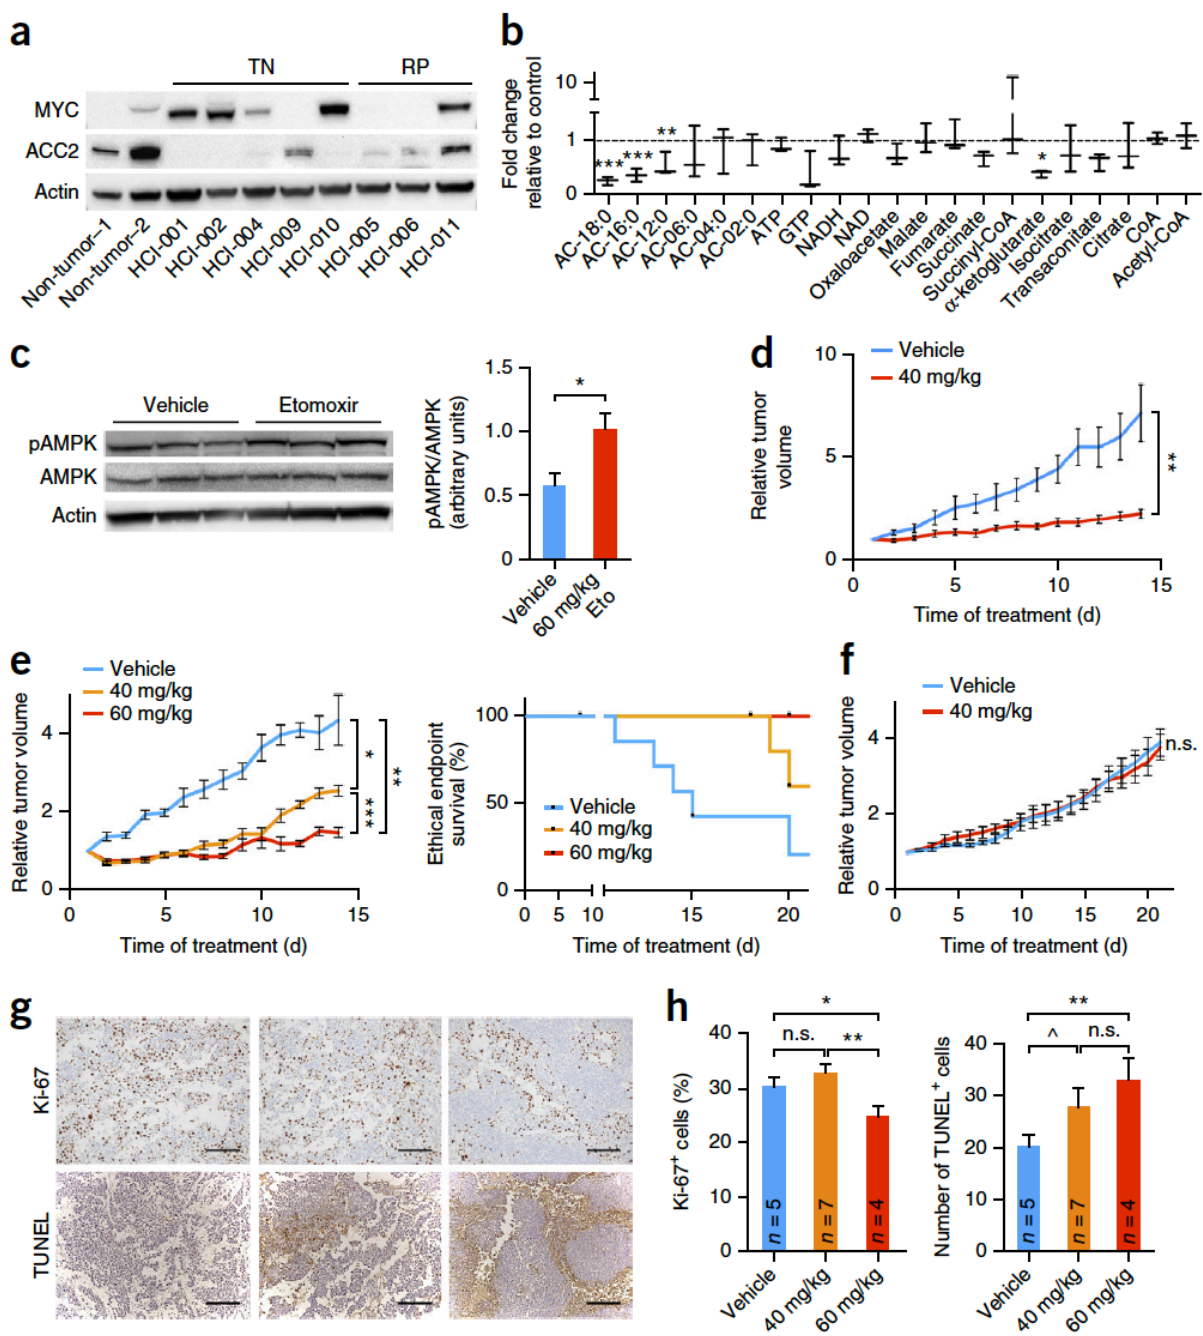 a
TN RP
MYC
ACC2
Actin
Non-tumor–1
Non-tumor–2
HCI-001
HCI-002
HCI-004
HCI-009
HCI-010
HCI-005
HCI-006
HCI-011
b
Fold change
relative to control
10
1
0
*** *** ** *
AC-18:0
AC-16:0
AC-12:0
AC-06:0
AC-04:0
AC-02:0
ATP
GTP
NADH
NAD
Oxaloacetate
Malate
Fumarate
Succinate
Succinyl-CoA
α-ketoglutarate
Isocitrate
Transaconitate
Citrate
CoA
Acetyl-CoA
c
Vehicle Etomoxir
pAMPK
AMPK
Actin
pAMPK/AMPK
(arbitrary units)
1.5
1.0
0.5
0
*
Vehicle
60 mg/kg
Eto
d
Vehicle
40 mg/kg
Relative tumor
volume
10
5
0
**
0 5 10 15
Time of treatment (d)
e
Vehicle
40 mg/kg
60 mg/kg
Relative tumor volume
4
2
0
* ** ***
0 5 10 15
Time of treatment (d)
Ethical endpoint
survival (%)
100
50
0
Vehicle
40 mg/kg
60 mg/kg
0 5 10 15 20
Time of treatment (d)
f
Vehicle
40 mg/kg
Relative tumor volume
4
2
0
n.s.
0 5 10 15 20
Time of treatment (d)
g
Ki-67
TUNEL
h
Ki-67+ cells (%)
40
30
20
10
0
*
n.s. **
n = 5
n = 7
n = 4
Vehicle
40 mg/kg
60 mg/kg
Number of TUNEL+ cells
40
30
20
10
0
**
^ n.s.
n = 5
n = 7
n = 4
Vehicle
40 mg/kg
60 mg/kg